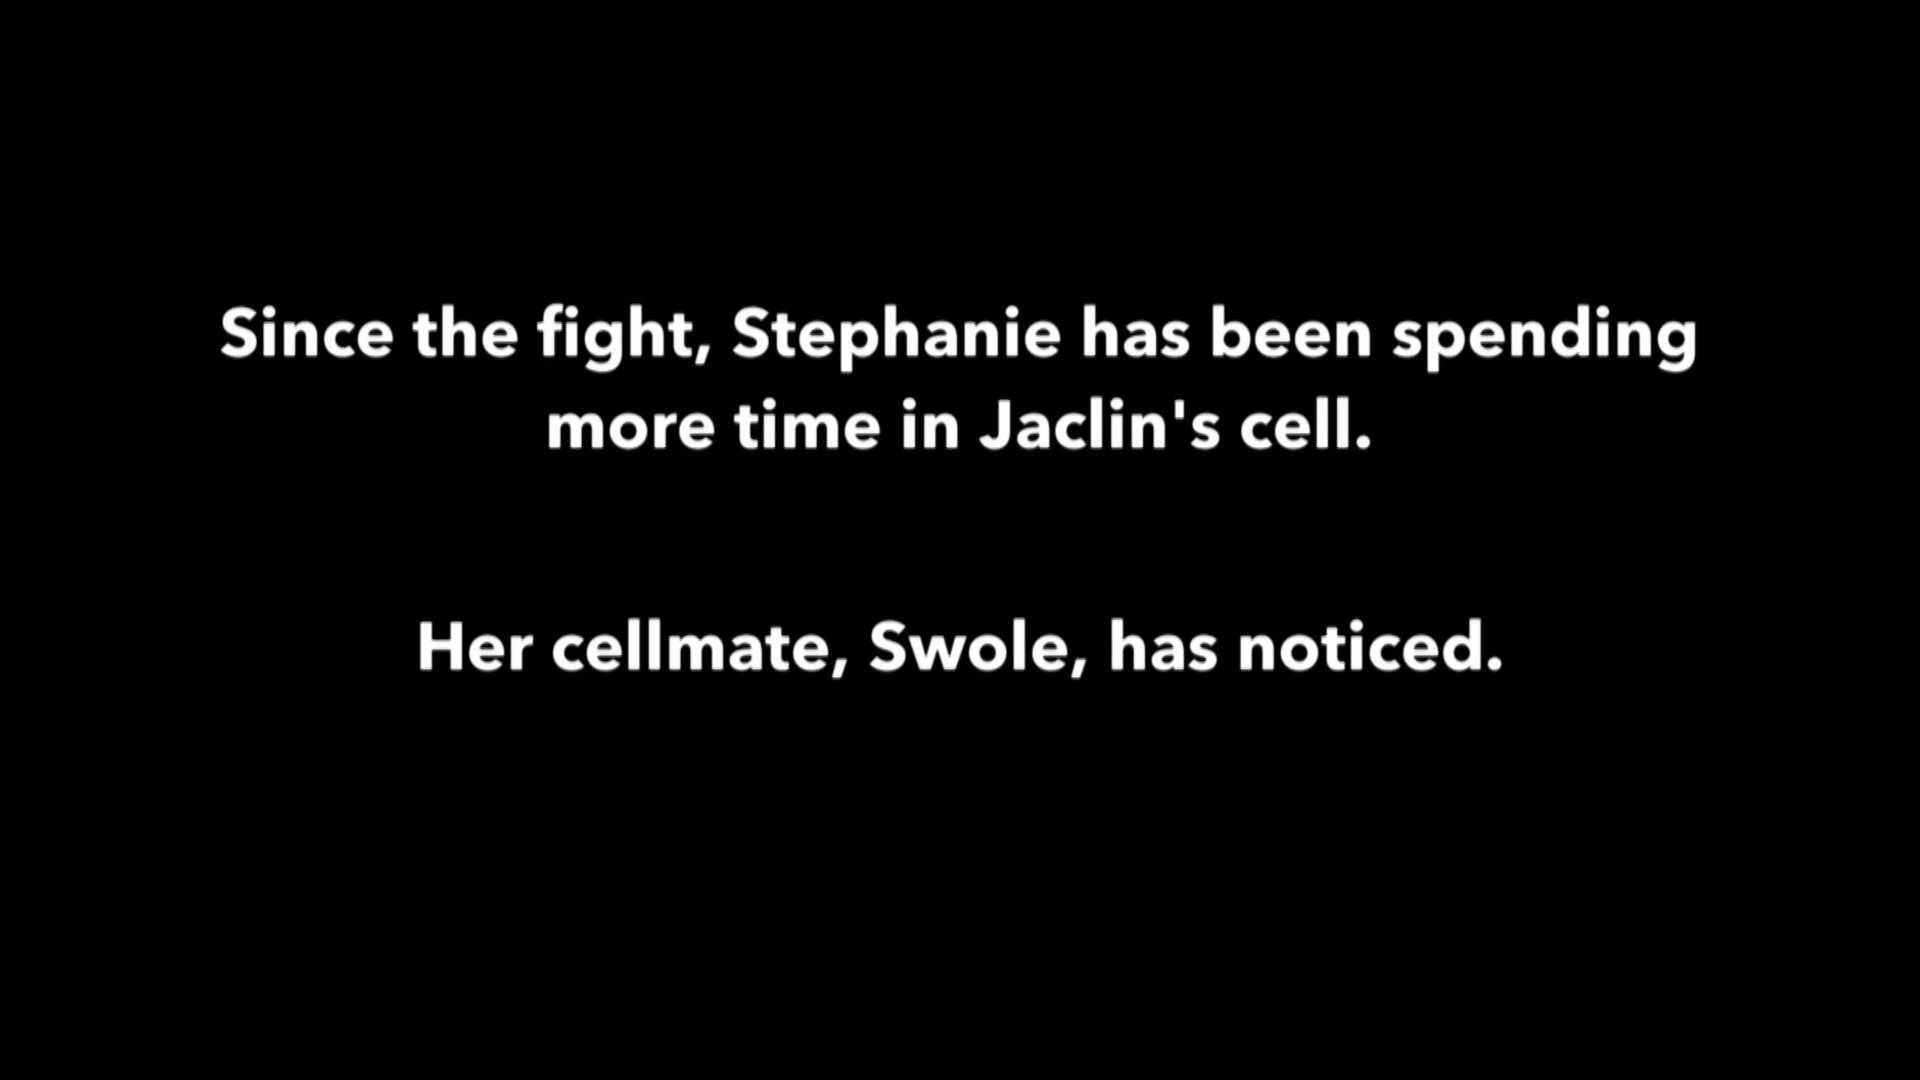 Since the fight, Stephanie has been spending
more time in Jaclin's cell.
Her cellmate, Swole, has noticed.